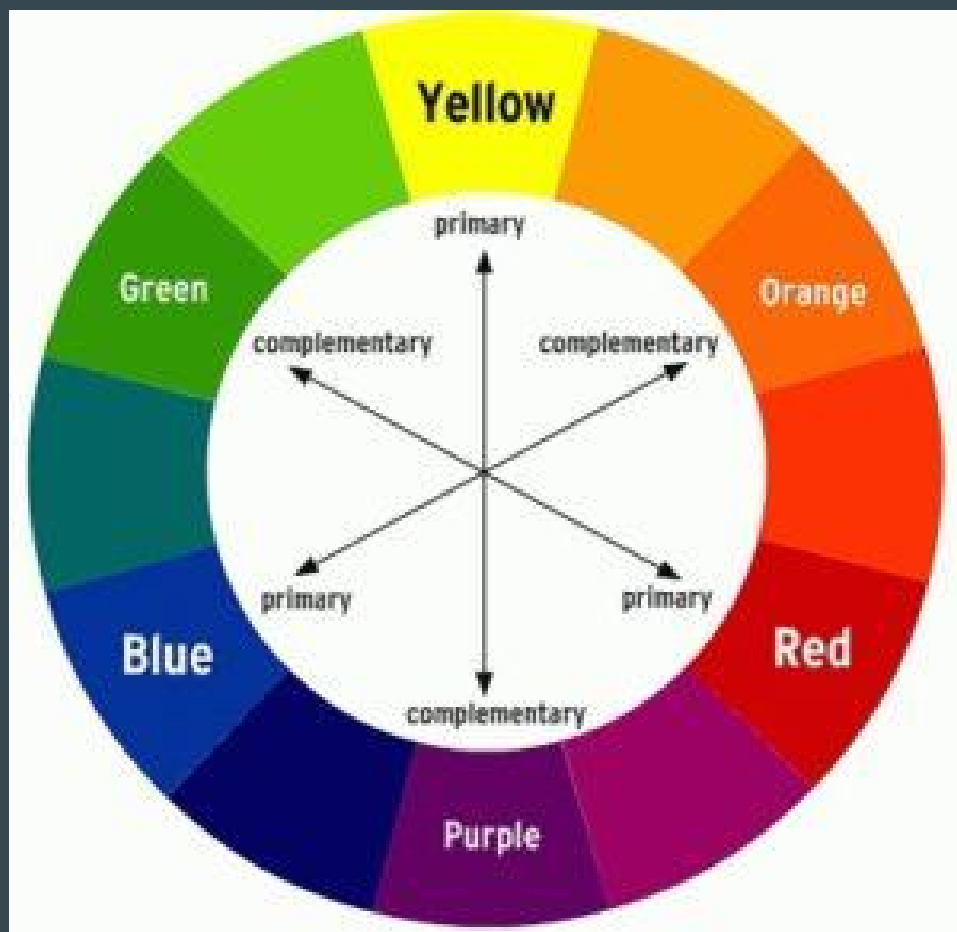 Yellow
primary
Green
Orange
complementary
complementary
primary
primary
Blue
Red
complementary
Purple